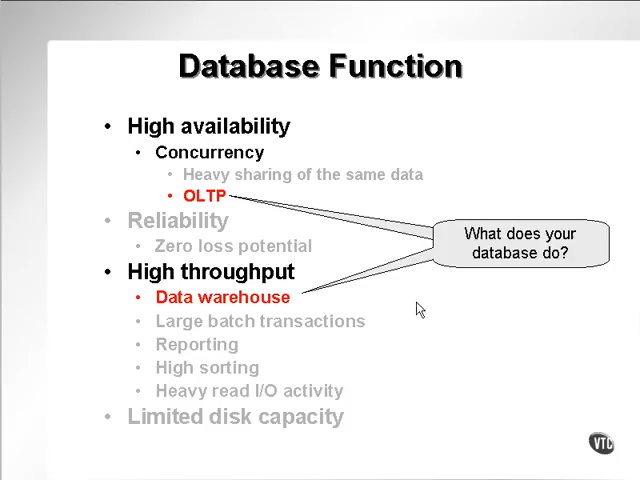 Database Function
• High availability
• Concurrency
• Heavy sharing of the same data
• OLTP
• Reliability
• Zero loss potential
What does your
database do?
• High throughput
• Data warehouse
• Large batch transactions
• Reporting
• High sorting
• Heavy read I/O activity
• Limited disk capacity
VTC